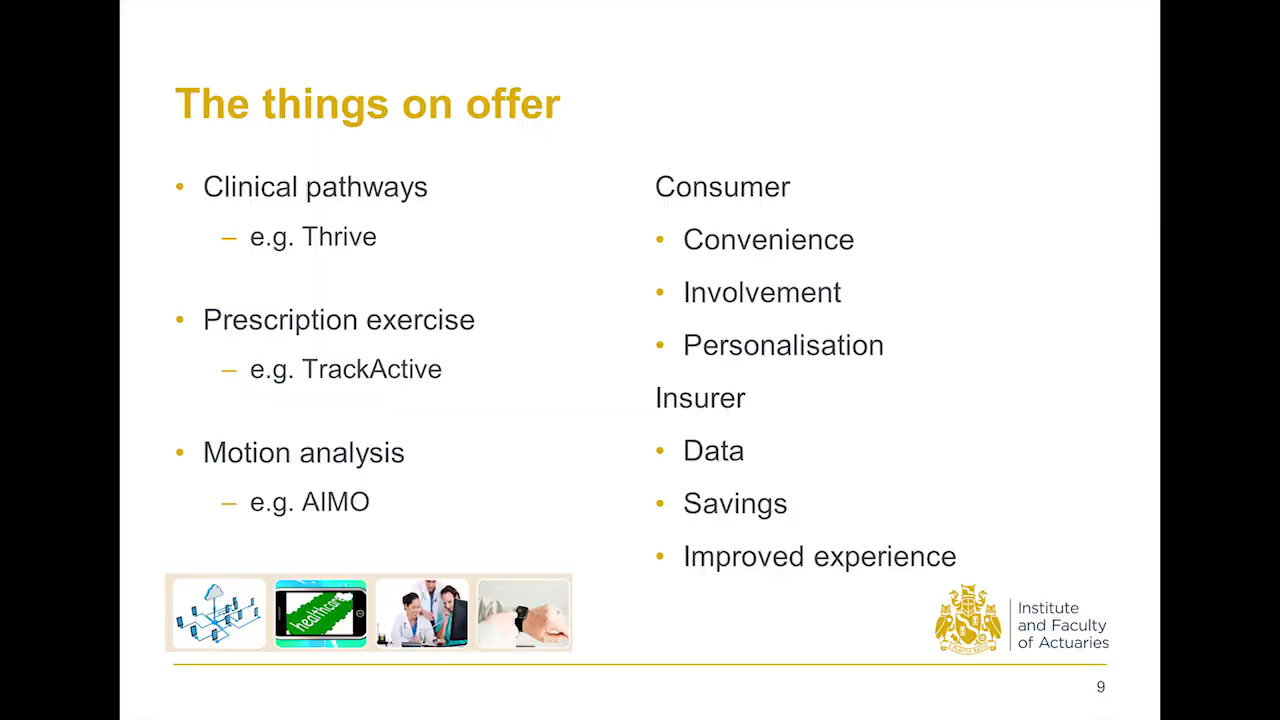 The things on offer
• Clinical pathways
– e.g. Thrive
• Prescription exercise
– e.g. TrackActive
• Motion analysis
– e.g. AIMO
Consumer
• Convenience
• Involvement
• Personalisation
Insurer
• Data
• Savings
• Improved experience
healthcare
Institute
and Faculty
of Actuaries
9